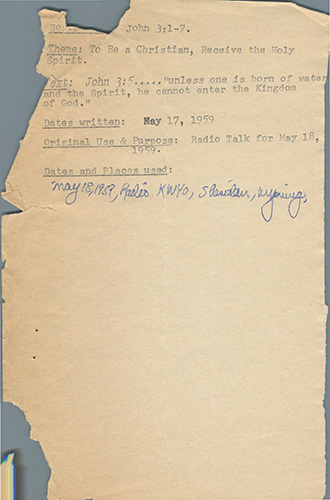 John 3:1-7.
Theme: To Be a Christian, Receive the Holy
Spirit.
ext: John 3:5....."unless one is born of water
and the Spirit, he cannot enter the Kingdom
of God."
Dates written: May 17, 1959
Original Use & Purpose: Radio Talk for May 18,
1959.
Dates and Places used:
May 18, 1959, Radio KWYO, Sheridan, Wyoming.